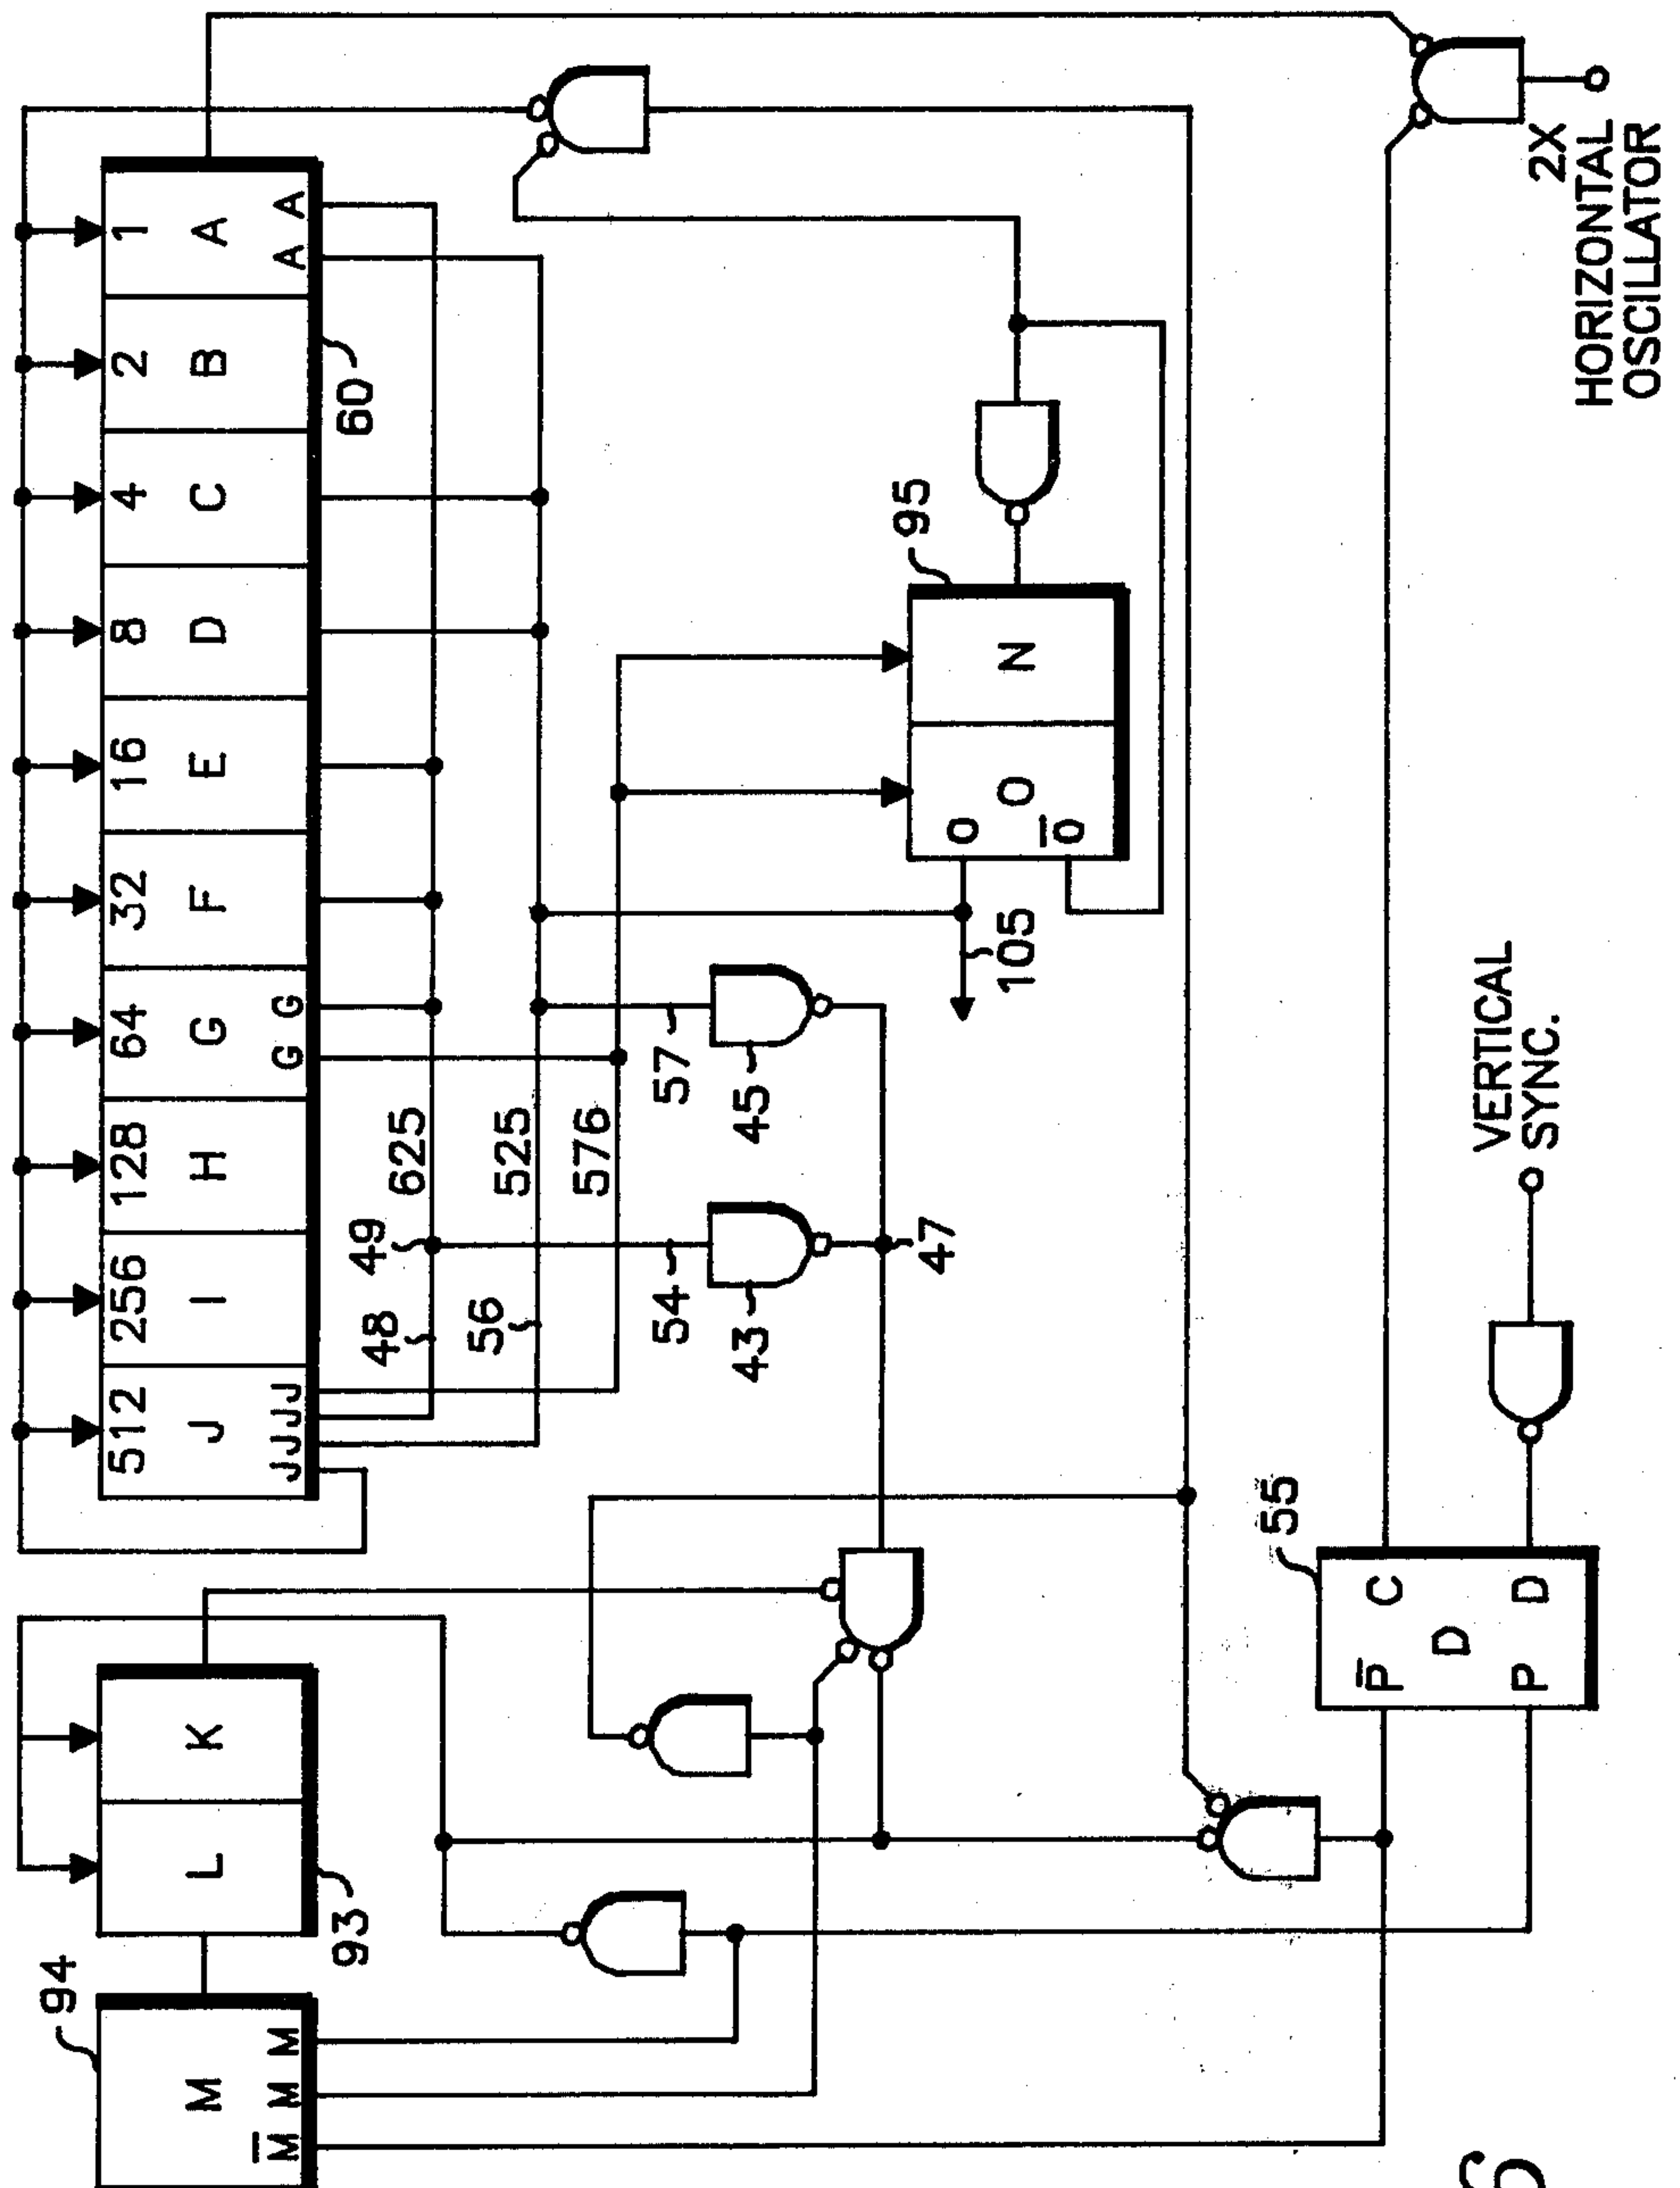 1 2 4 8 16 32 64 128 256 512
A B C D E F G H I J
A A G G J J J J
60
625
525
576
49
48
56
54
57
43
45
47
95
N O
O
O̅
105
94
M
M̅ M M
93
L K
55
P̅ C
D
P D
VERTICAL
SYNC.
2X
HORIZONTAL
OSCILLATOR
6